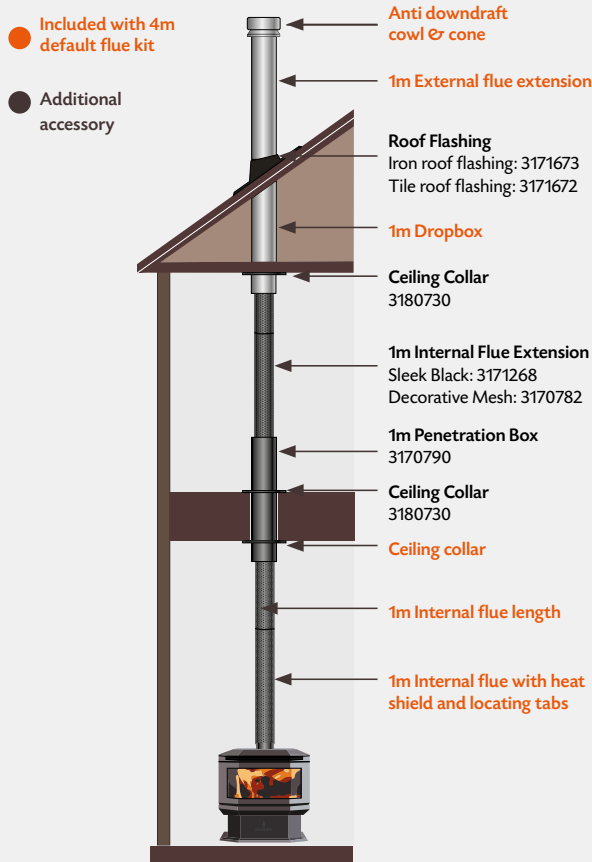 Included with 4m
default flue kit
Additional
accessory
Anti downdraft
cowl & cone
1m External flue extension
Roof Flashing
Iron roof flashing: 3171673
Tile roof flashing: 3171672
1m Dropbox
Ceiling Collar
3180730
1m Internal Flue Extension
Sleek Black: 3171268
Decorative Mesh: 3170782
1m Penetration Box
3170790
Ceiling Collar
3180730
Ceiling collar
1m Internal flue length
1m Internal flue with heat
shield and locating tabs